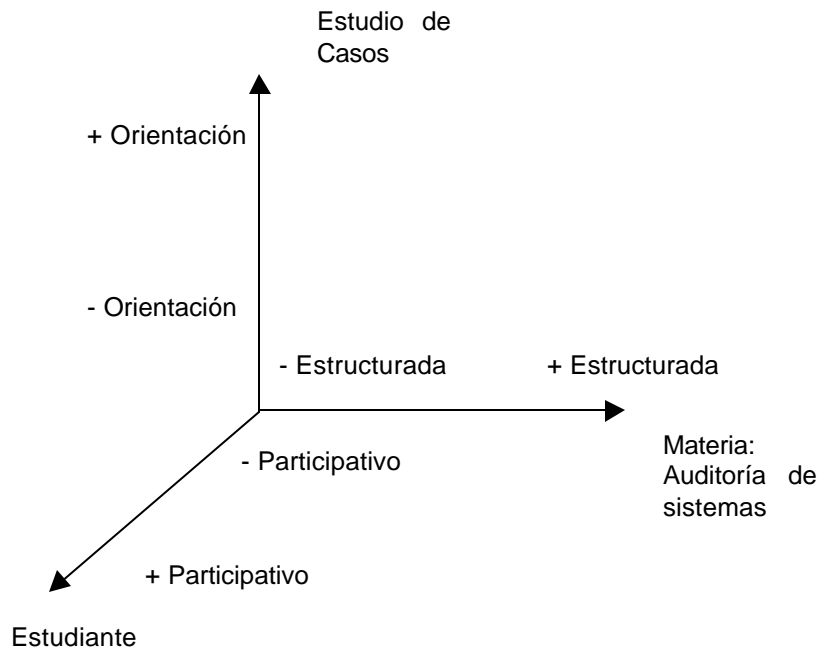 Estudio de
Casos
+ Orientación
- Orientación
- Estructurada
+ Estructurada
Materia:
Auditoría de
sistemas
- Participativo
+ Participativo
Estudiante